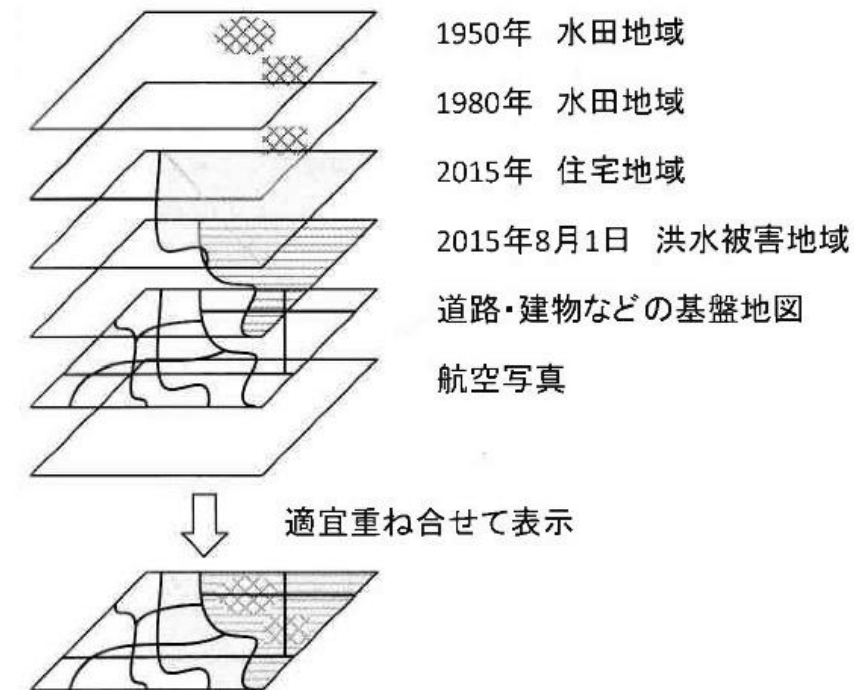 1950年 水田地域
1980年 水田地域
2015年 住宅地域
2015年8月1日 洪水被害地域
道路・建物などの基盤地図
航空写真
適宜重ね合せて表示